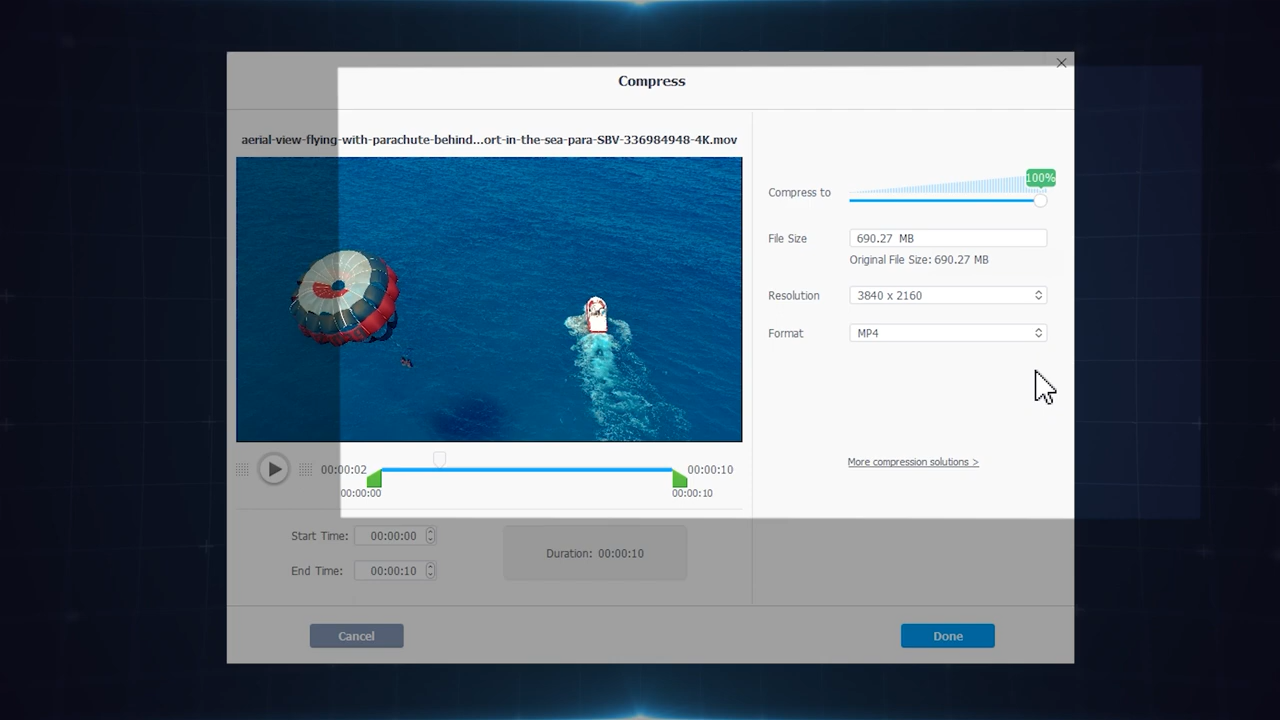 Compress
aerial-view-flying-with-parachute-behind...ort-in-the-sea-para-SBV-336984948-4K.mov
100%
Compress to
File Size
690.27 MB
Original File Size: 690.27 MB
Resolution
3840 x 2160
Format
MP4
More compression solutions >
00:00:02
00:00:10
00:00:00
00:00:10
Start Time:
00:00:00
End Time:
00:00:10
Duration: 00:00:10
Cancel
Done